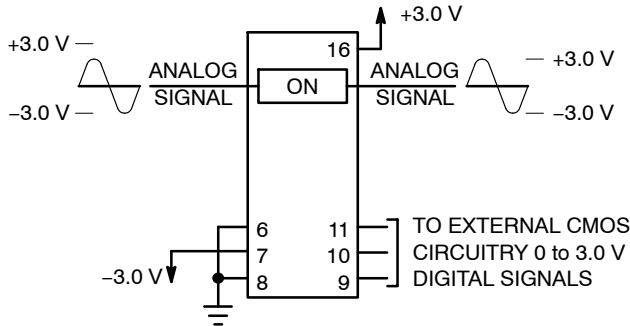 +3.0 V
+3.0 V
16
ANALOG
SIGNAL
ON
ANALOG
SIGNAL
+3.0 V
−3.0 V
−3.0 V
6
7
8
11
10
9
TO EXTERNAL CMOS
CIRCUITRY 0 to 3.0 V
DIGITAL SIGNALS
−3.0 V